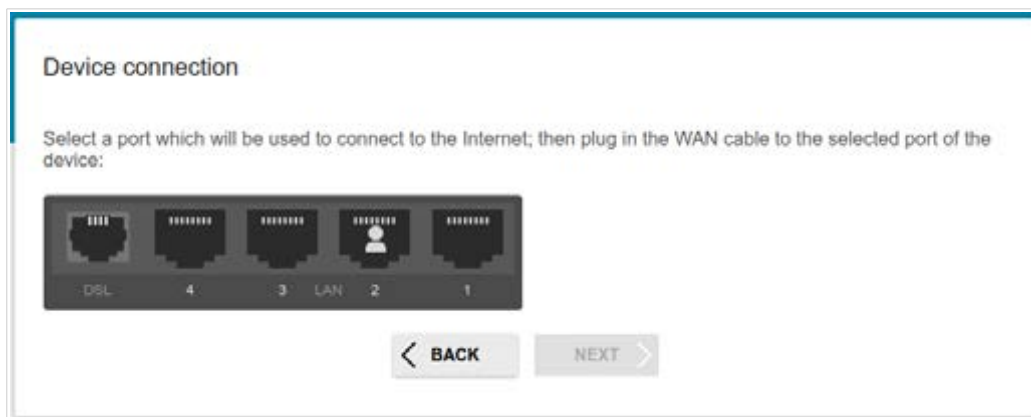 Device connection
Select a port which will be used to connect to the Internet; then plug in the WAN cable to the selected port of the
device:
DSL 4 3 LAN 2 1
BACK NEXT